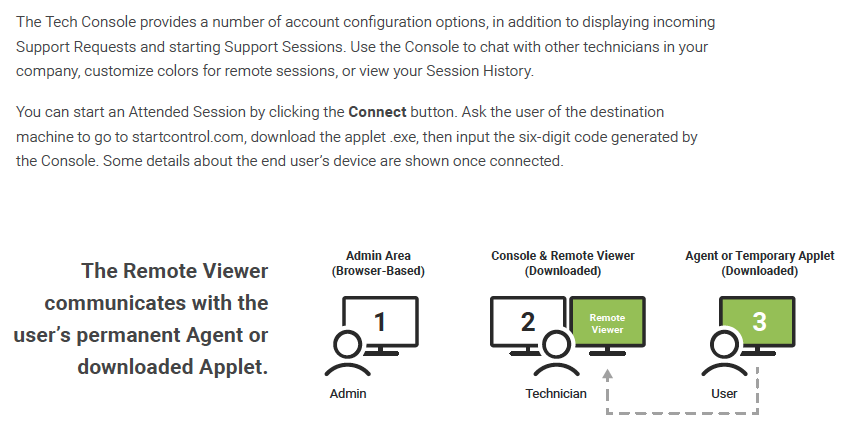 The Tech Console provides a number of account configuration options, in addition to displaying incoming
Support Requests and starting Support Sessions. Use the Console to chat with other technicians in your
company, customize colors for remote sessions, or view your Session History.
You can start an Attended Session by clicking the Connect button. Ask the user of the destination
machine to go to startcontrol.com, download the applet .exe, then input the six-digit code generated by
the Console. Some details about the end user’s device are shown once connected.
The Remote Viewer
communicates with the
user’s permanent Agent or
downloaded Applet.
Admin Area
(Browser-Based)
1
Admin
Console & Remote Viewer
(Downloaded)
2
Remote
Viewer
Technician
Agent or Temporary Applet
(Downloaded)
3
User